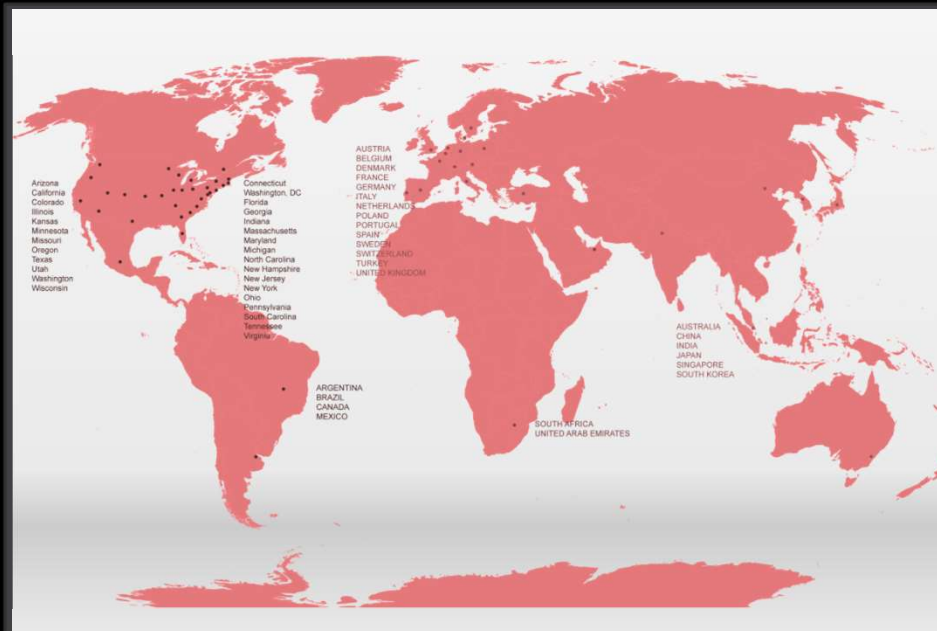 Arizona
California
Colorado
Illinois
Kansas
Minnesota
Missouri
Oregon
Texas
Utah
Washington
Wisconsin
Connecticut
Washington, DC
Florida
Georgia
Indiana
Massachusetts
Maryland
Michigan
North Carolina
New Hampshire
New Jersey
New York
Ohio
Pennsylvania
South Carolina
Tennessee
Virginia
AUSTRIA
BELGIUM
DENMARK
FRANCE
GERMANY
ITALY
NETHERLANDS
POLAND
PORTUGAL
SPAIN
SWEDEN
SWITZERLAND
TURKEY
UNITED KINGDOM
ARGENTINA
BRAZIL
CANADA
MEXICO
SOUTH AFRICA
UNITED ARAB EMIRATES
AUSTRALIA
CHINA
INDIA
JAPAN
SINGAPORE
SOUTH KOREA